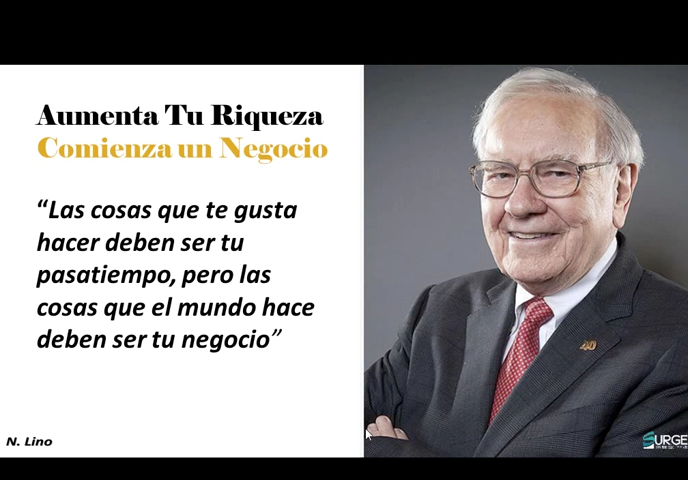 Aumenta Tu Riqueza
Comienza un Negocio
“Las cosas que te gusta
hacer deben ser tu
pasatiempo, pero las
cosas que el mundo hace
deben ser tu negocio”
N. Lino
40
SURGE